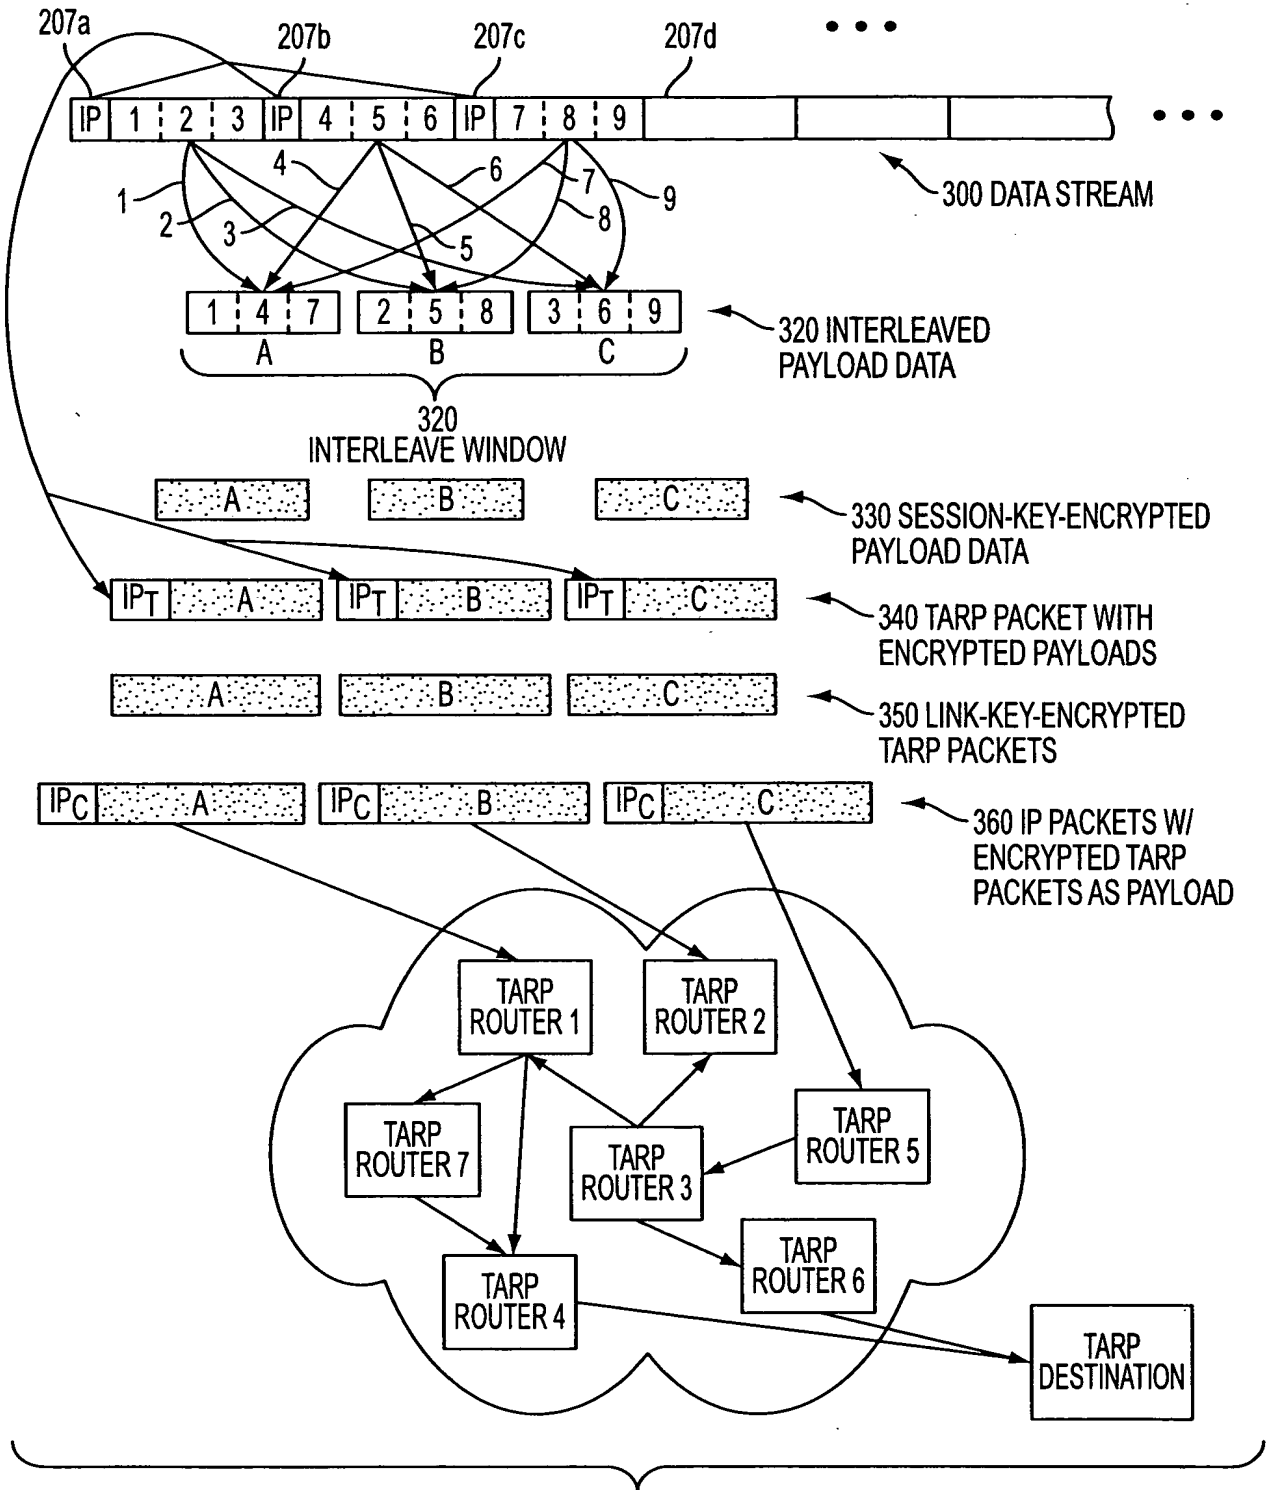 207a
207b
207c
207d
IP 1 2 3 IP 4 5 6 IP 7 8 9
300 DATA STREAM
1
2
3
4
5
6
7
8
9
1 4 7
2 5 8
3 6 9
A
B
C
320 INTERLEAVED
PAYLOAD DATA
320
INTERLEAVE WINDOW
A
B
C
330 SESSION-KEY-ENCRYPTED
PAYLOAD DATA
IPT A
IPT B
IPT C
340 TARP PACKET WITH
ENCRYPTED PAYLOADS
A
B
C
350 LINK-KEY-ENCRYPTED
TARP PACKETS
IPC A
IPC B
IPC C
360 IP PACKETS W/
ENCRYPTED TARP
PACKETS AS PAYLOAD
TARP
ROUTER 1
TARP
ROUTER 2
TARP
ROUTER 7
TARP
ROUTER 3
TARP
ROUTER 5
TARP
ROUTER 4
TARP
ROUTER 6
TARP
DESTINATION